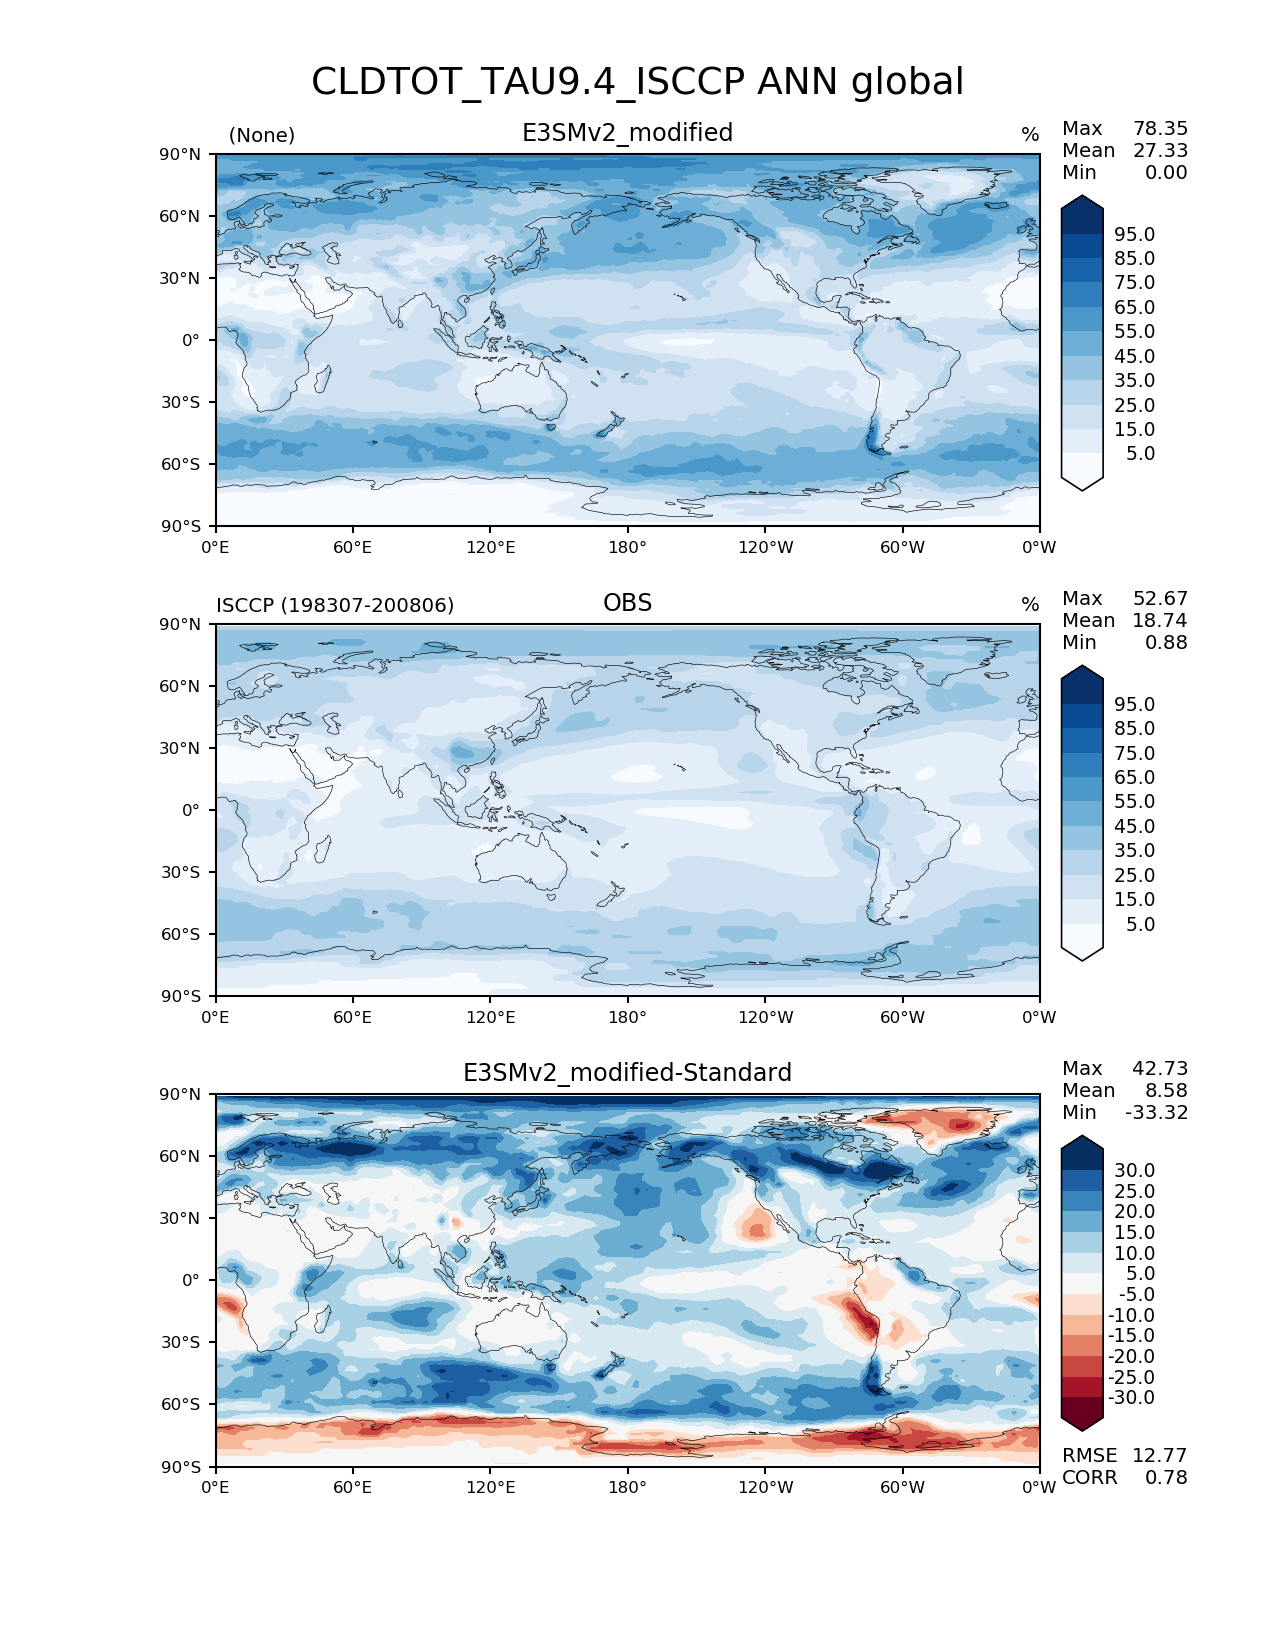 CLDTOT_TAU9.4_ISCCP ANN global
(None) E3SMv2_modified %
Max 78.35
Mean 27.33
Min 0.00
90°N
60°N
30°N
0°
30°S
60°S
90°S
0°E 60°E 120°E 180° 120°W 60°W 0°W
95.0
85.0
75.0
65.0
55.0
45.0
35.0
25.0
15.0
5.0
ISCCP (198307-200806) OBS %
Max 52.67
Mean 18.74
Min 0.88
90°N
60°N
30°N
0°
30°S
60°S
90°S
0°E 60°E 120°E 180° 120°W 60°W 0°W
95.0
85.0
75.0
65.0
55.0
45.0
35.0
25.0
15.0
5.0
E3SMv2_modified-Standard
Max 42.73
Mean 8.58
Min -33.32
90°N
60°N
30°N
0°
30°S
60°S
90°S
0°E 60°E 120°E 180° 120°W 60°W 0°W
30.0
25.0
20.0
15.0
10.0
5.0
-5.0
-10.0
-15.0
-20.0
-25.0
-30.0
RMSE 12.77
CORR 0.78